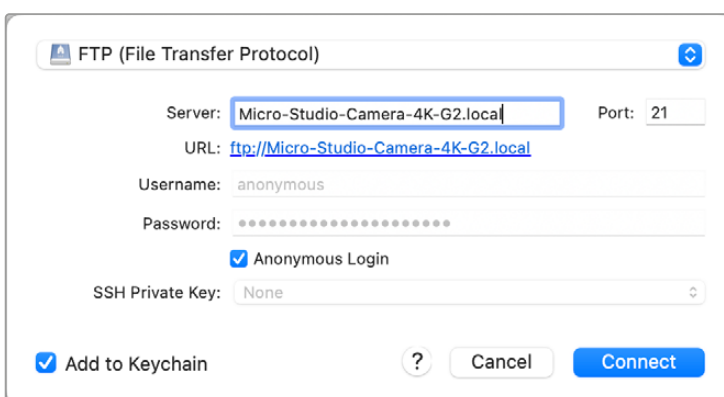 FTP (File Transfer Protocol)
Server: Micro-Studio-Camera-4K-G2.local Port: 21
URL: ftp://Micro-Studio-Camera-4K-G2.local
Username: anonymous
Password: ●●●●●●●●●●●●●●●●●●●●●
Anonymous Login
SSH Private Key: None
Add to Keychain ? Cancel Connect